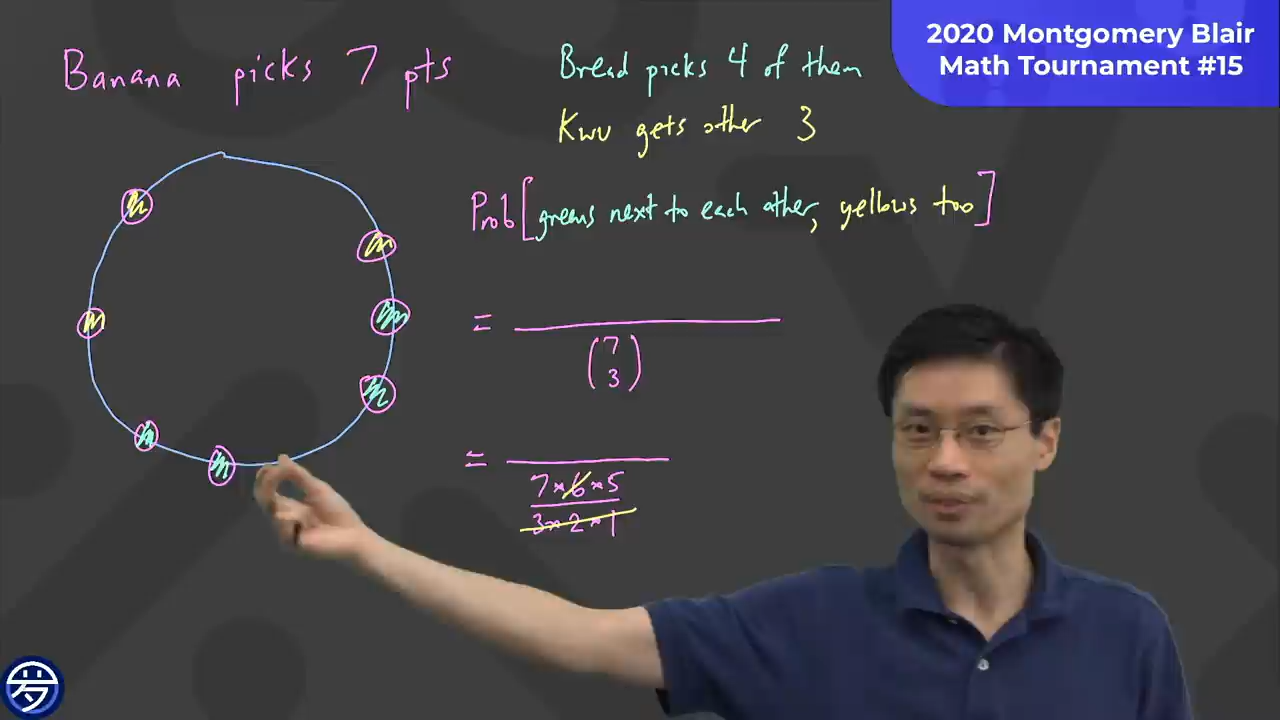 2020 Montgomery Blair
Math Tournament #15
Banana picks 7 pts
Bread picks 4 of them
Kwu gets other 3
Prob[greens next to each other, yellows too]
= ———
(7
3)
= ———
7×6×5
3×2×1